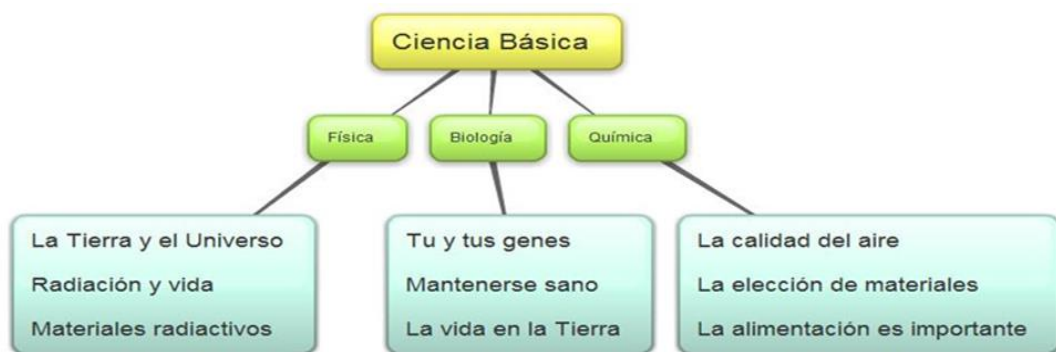 Ciencia Básica
Física
Biología
Química
La Tierra y el Universo
Radiación y vida
Materiales radiactivos
Tu y tus genes
Mantenerse sano
La vida en la Tierra
La calidad del aire
La elección de materiales
La alimentación es importante